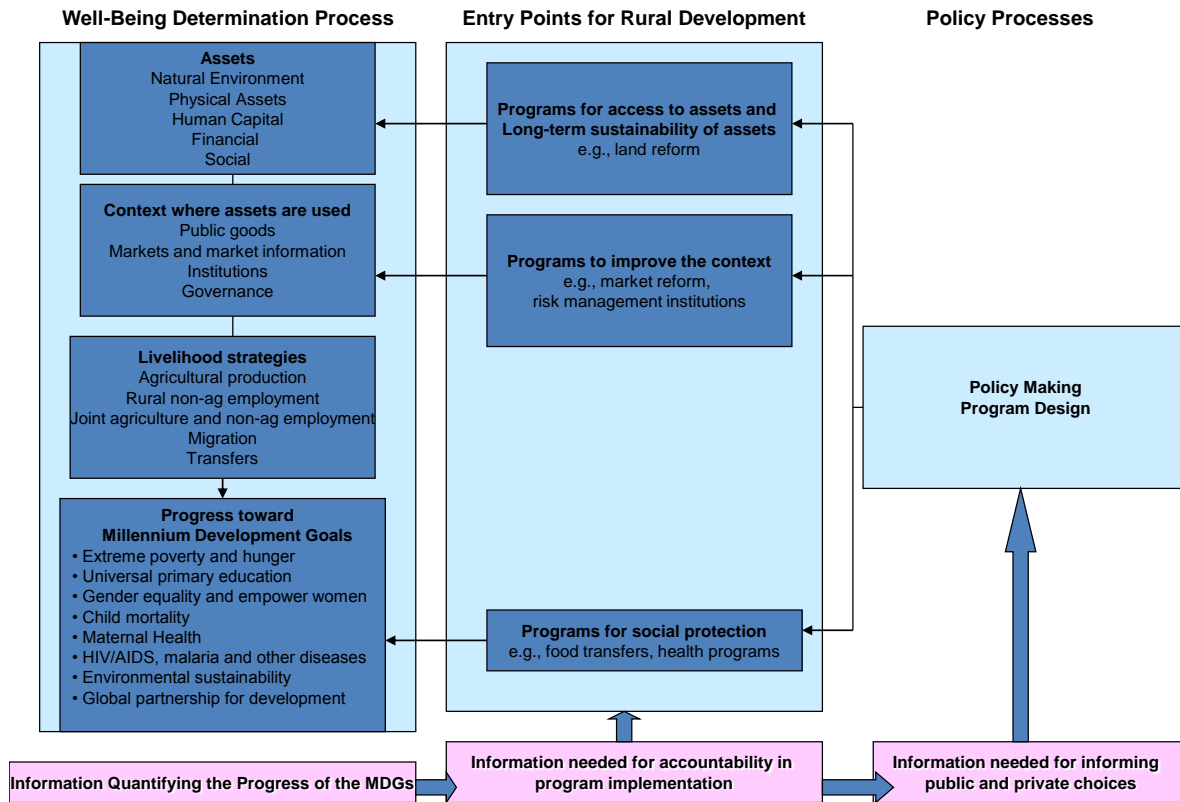 Well-Being Determination Process
Entry Points for Rural Development
Policy Processes
Assets
Natural Environment
Physical Assets
Human Capital
Financial
Social
Context where assets are used
Public goods
Markets and market information
Institutions
Governance
Livelihood strategies
Agricultural production
Rural non-ag employment
Joint agriculture and non-ag employment
Migration
Transfers
Progress toward
Millennium Development Goals
• Extreme poverty and hunger
• Universal primary education
• Gender equality and empower women
• Child mortality
• Maternal Health
• HIV/AIDS, malaria and other diseases
• Environmental sustainability
• Global partnership for development
Programs for access to assets and
Long-term sustainability of assets
e.g., land reform
Programs to improve the context
e.g., market reform,
risk management institutions
Programs for social protection
e.g., food transfers, health programs
Policy Making
Program Design
Information Quantifying the Progress of the MDGs
Information needed for accountability in
program implementation
Information needed for informing
public and private choices